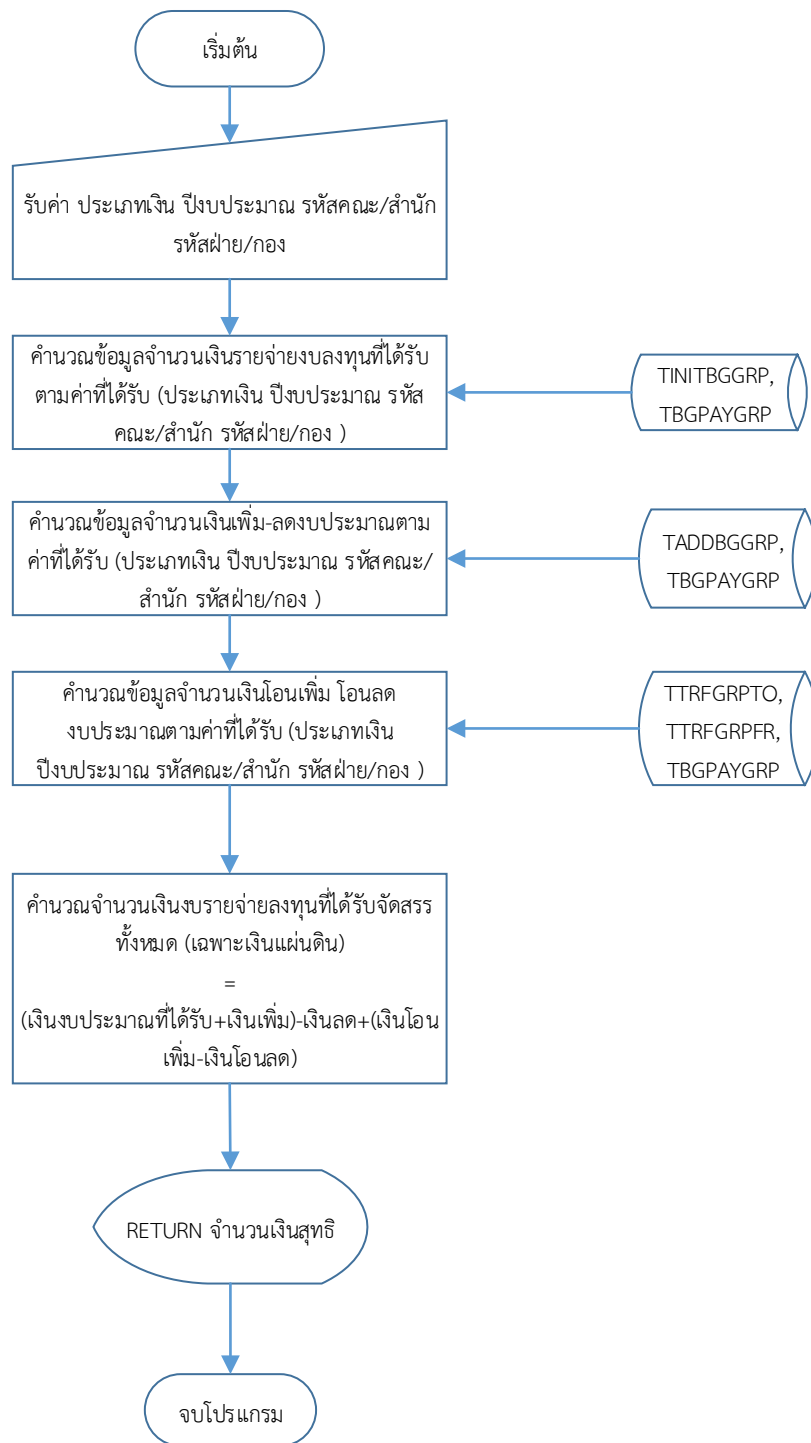 เริ่มต้น
รับค่า ประเภทเงิน ปีงบประมาณ รหัสคณะ/สำนัก
รหัสฝ่าย/กอง
คำนวณข้อมูลจำนวนเงินรายจ่ายงบลงทุนที่ได้รับ
ตามค่าที่ได้รับ (ประเภทเงิน ปีงบประมาณ รหัส
คณะ/สำนัก รหัสฝ่าย/กอง )
TINITBGGRP,
TBGPAYGRP
คำนวณข้อมูลจำนวนเงินเพิ่ม-ลดงบประมาณตาม
ค่าที่ได้รับ (ประเภทเงิน ปีงบประมาณ รหัสคณะ/
สำนัก รหัสฝ่าย/กอง )
TADDBGGRP,
TBGPAYGRP
คำนวณข้อมูลจำนวนเงินโอนเพิ่ม โอนลด
งบประมาณตามค่าที่ได้รับ (ประเภทเงิน
ปีงบประมาณ รหัสคณะ/สำนัก รหัสฝ่าย/กอง )
TTRFGRPTO,
TTRFGRPFR,
TBGPAYGRP
คำนวณจำนวนเงินงบรายจ่ายลงทุนที่ได้รับจัดสรร
ทั้งหมด (เฉพาะเงินแผ่นดิน)
=
(เงินงบประมาณที่ได้รับ+เงินเพิ่ม)-เงินลด+(เงินโอน
เพิ่ม-เงินโอนลด)
RETURN จำนวนเงินสุทธิ
จบโปรแกรม